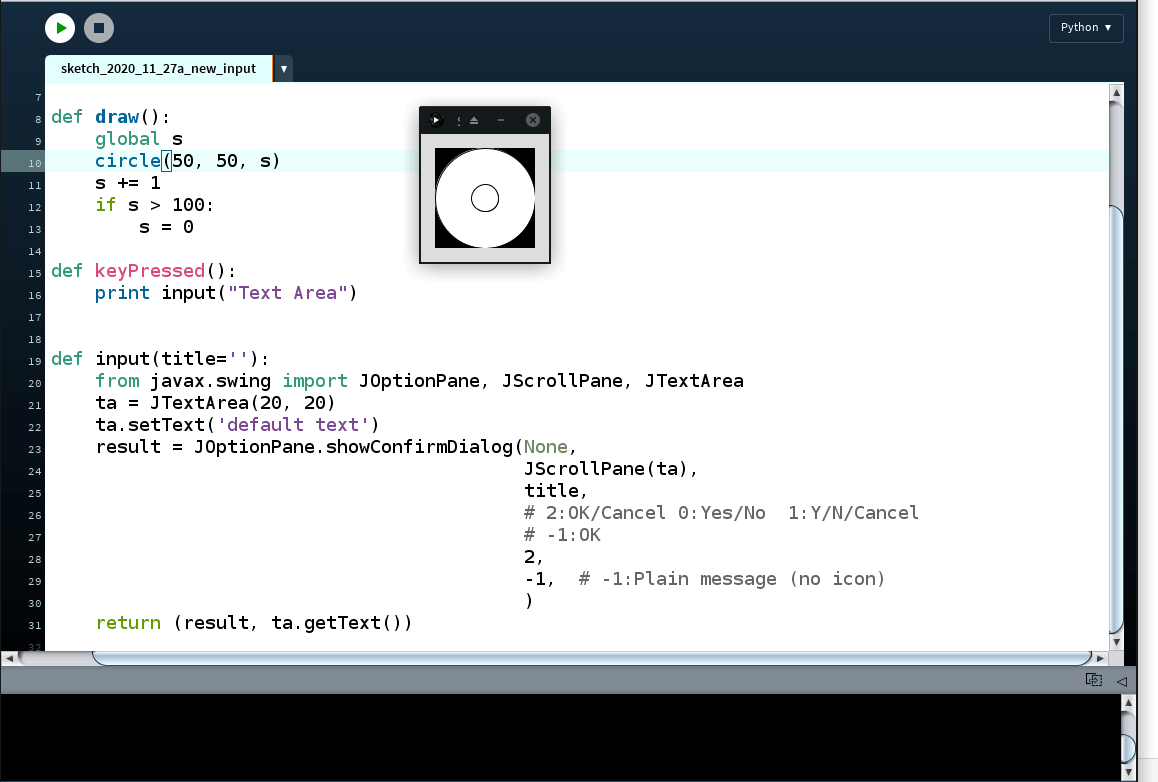 Python ▼
sketch_2020_11_27a_new_input ▼
7
8 def draw():
9     global s
10     circle(50, 50, s)
11     s += 1
12     if s > 100:
13         s = 0
14
15 def keyPressed():
16     print input("Text Area")
17
18
19 def input(title=''):
20     from javax.swing import JOptionPane, JScrollPane, JTextArea
21     ta = JTextArea(20, 20)
22     ta.setText('default text')
23     result = JOptionPane.showConfirmDialog(None,
24                                            JScrollPane(ta),
25                                            title,
26                                            # 2:OK/Cancel 0:Yes/No  1:Y/N/Cancel
27                                            # -1:OK
28                                            2,
29                                            -1,  # -1:Plain message (no icon)
30                                            )
31     return (result, ta.getText())
32